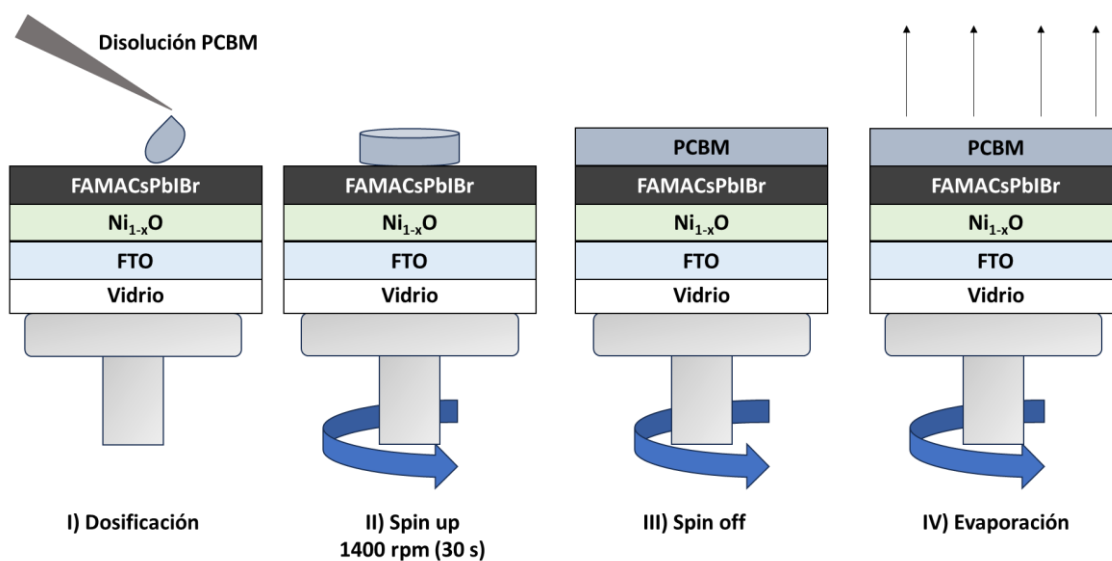 Disolución PCBM
FAMACsPbIBr
Ni₁₋ₓO
FTO
Vidrio
I) Dosificación
FAMACsPbIBr
Ni₁₋ₓO
FTO
Vidrio
II) Spin up
1400 rpm (30 s)
PCBM
FAMACsPbIBr
Ni₁₋ₓO
FTO
Vidrio
III) Spin off
PCBM
FAMACsPbIBr
Ni₁₋ₓO
FTO
Vidrio
IV) Evaporación